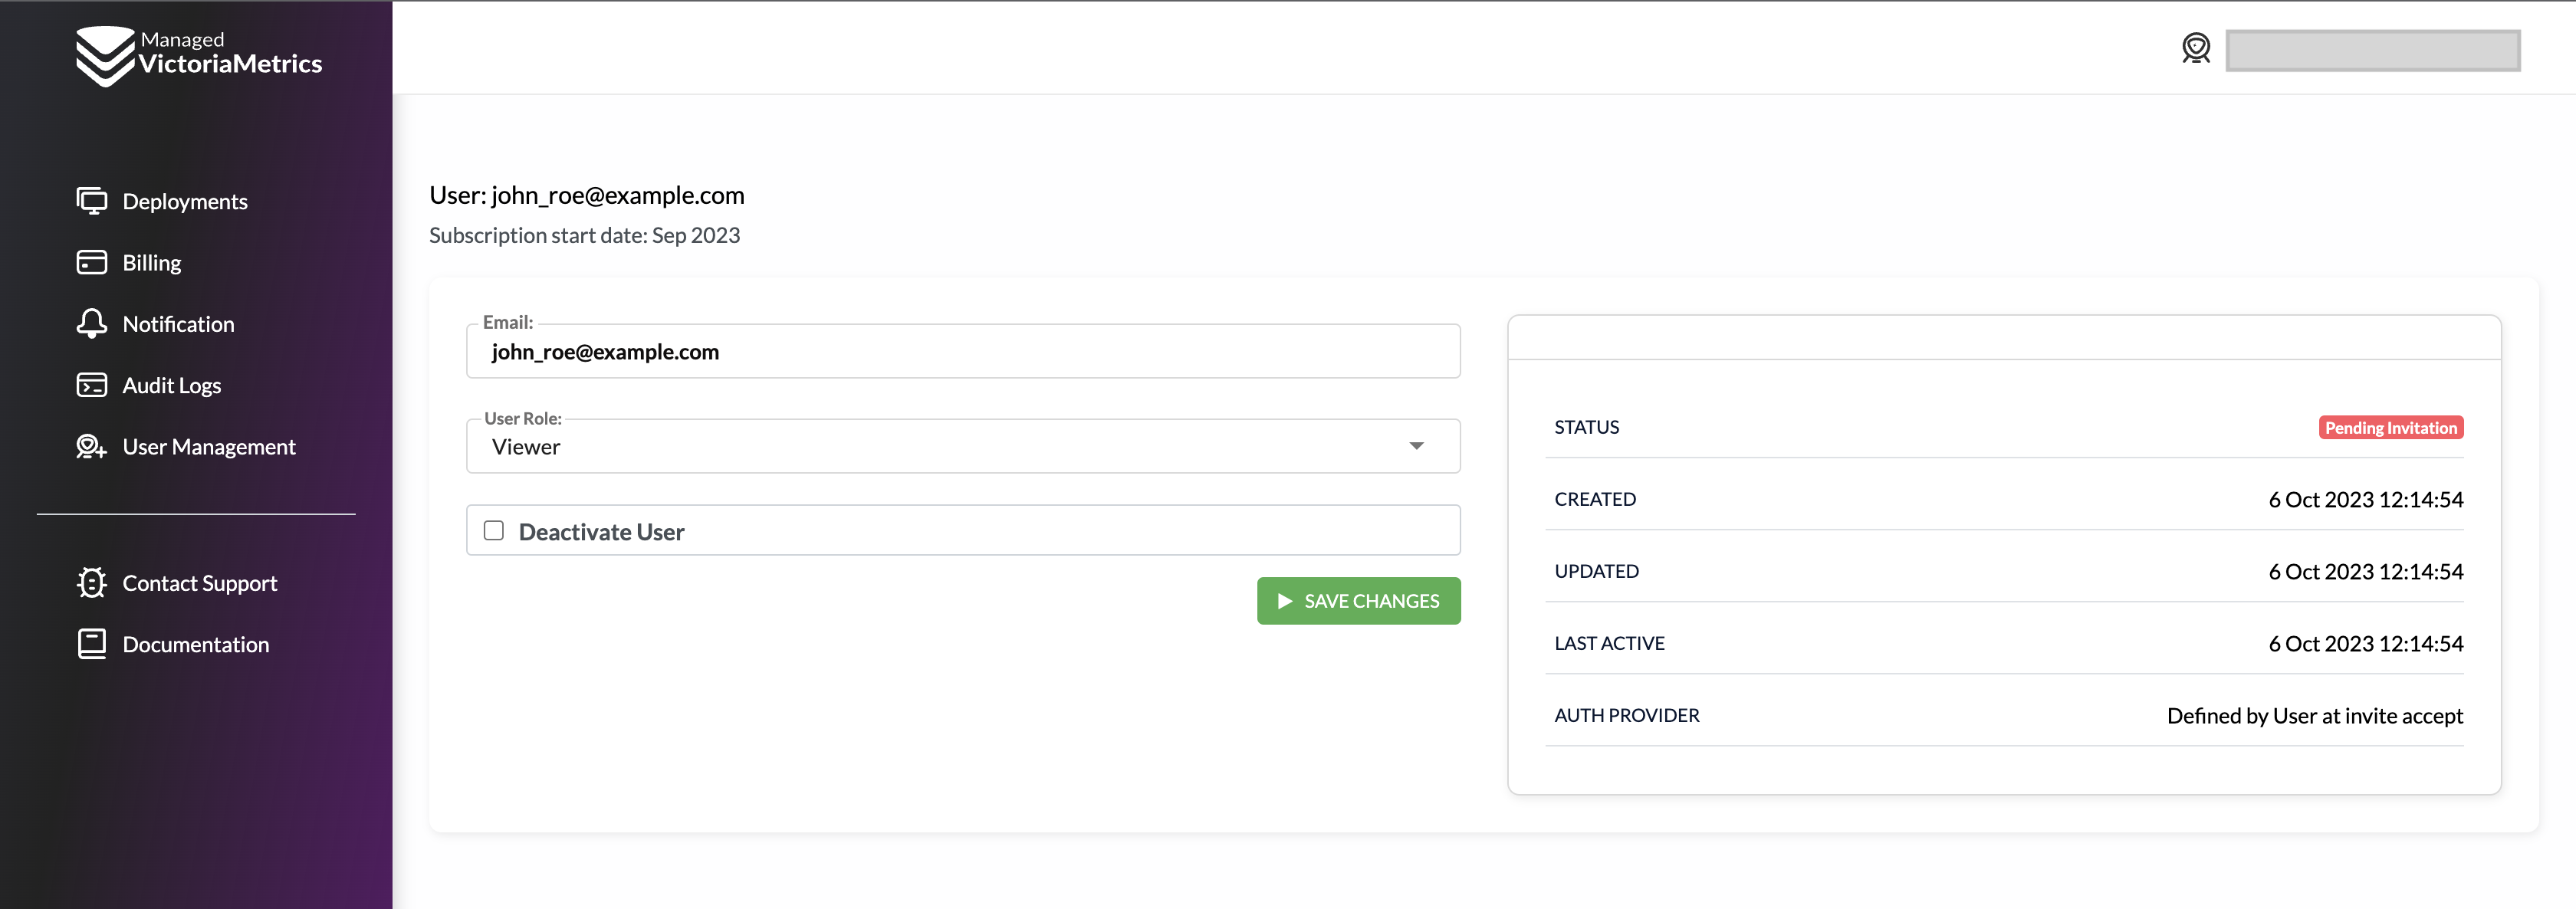 Managed
VictoriaMetrics
Deployments
Billing
Notification
Audit Logs
User Management
Contact Support
Documentation
User: john_roe@example.com
Subscription start date: Sep 2023
Email:
john_roe@example.com
User Role:
Viewer
Deactivate User
SAVE CHANGES
STATUS Pending Invitation
CREATED 6 Oct 2023 12:14:54
UPDATED 6 Oct 2023 12:14:54
LAST ACTIVE 6 Oct 2023 12:14:54
AUTH PROVIDER Defined by User at invite accept